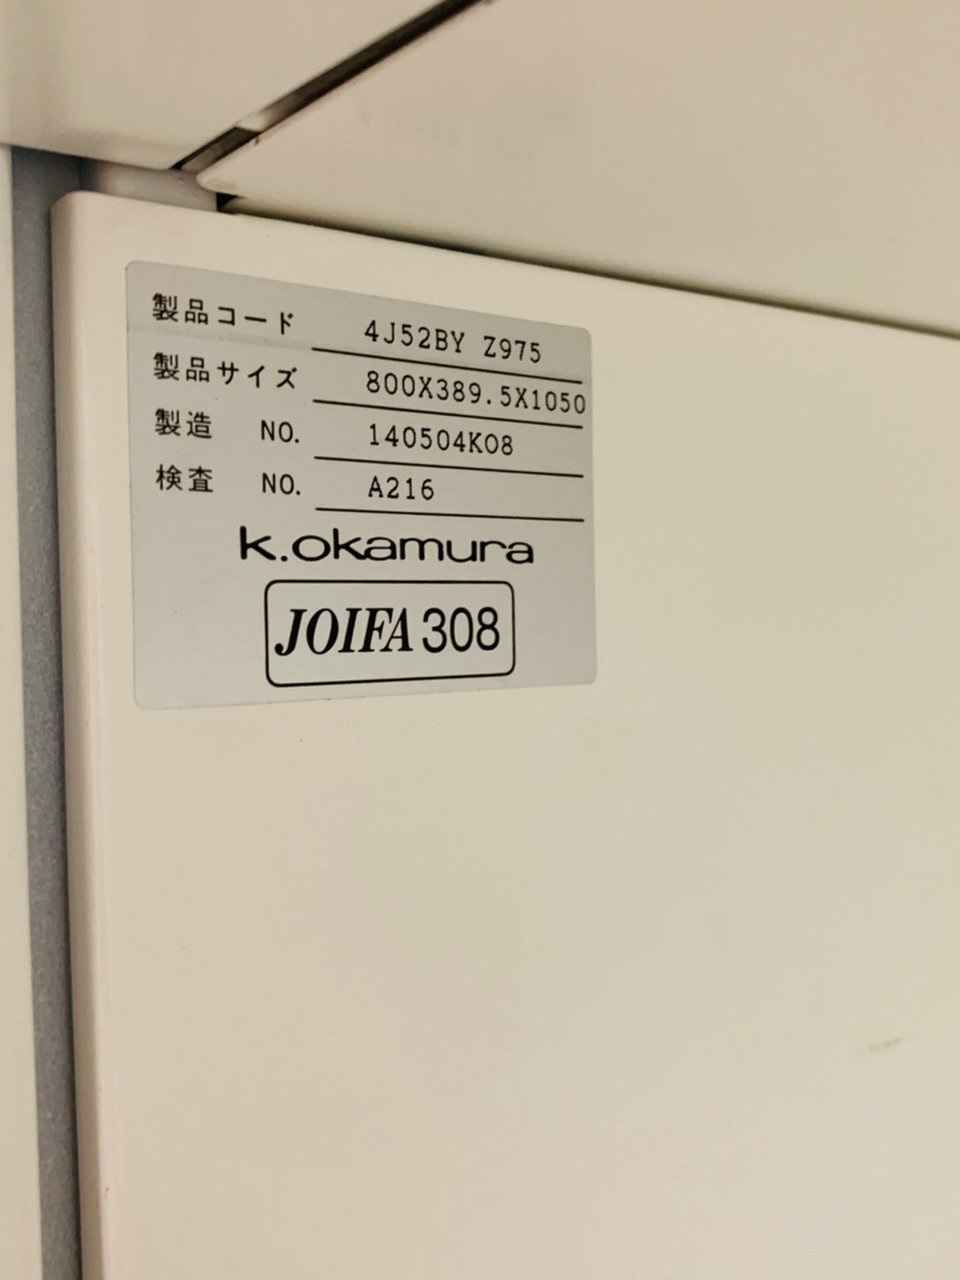 製品コード 4J52BY Z975
製品サイズ 800X389.5X1050
製造 NO. 140504K08
検査 NO. A216
k.okamura
JOIFA 308